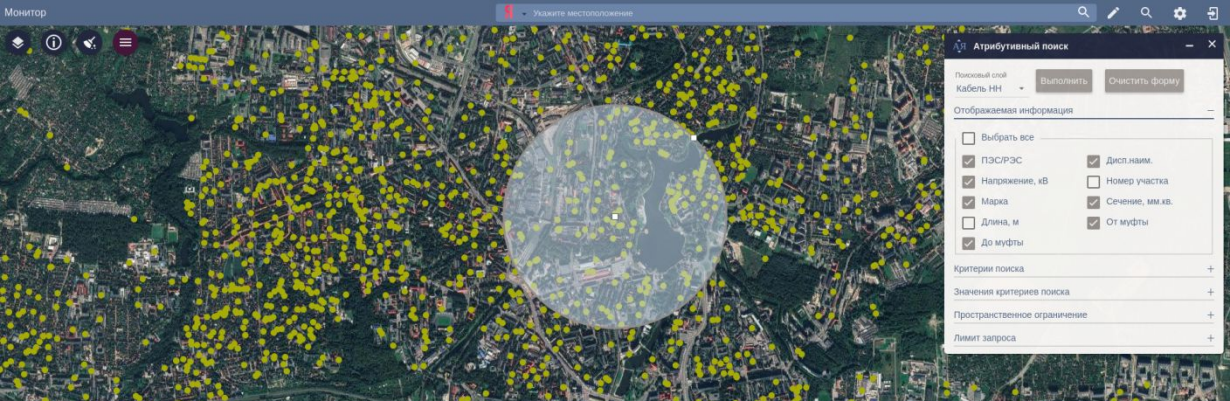 Монитор
Укажите местоположение
АЯ Атрибутивный поиск
Поисковый слой
Кабель НН
Выполнить
Очистить форму
Отображаемая информация
Выбрать все
ПЭС/РЭС
Дисп.наим.
Напряжение, кВ
Номер участка
Марка
Сечение, мм.кв.
Длина, м
От муфты
До муфты
Критерии поиска
Значения критериев поиска
Пространственное ограничение
Лимит запроса